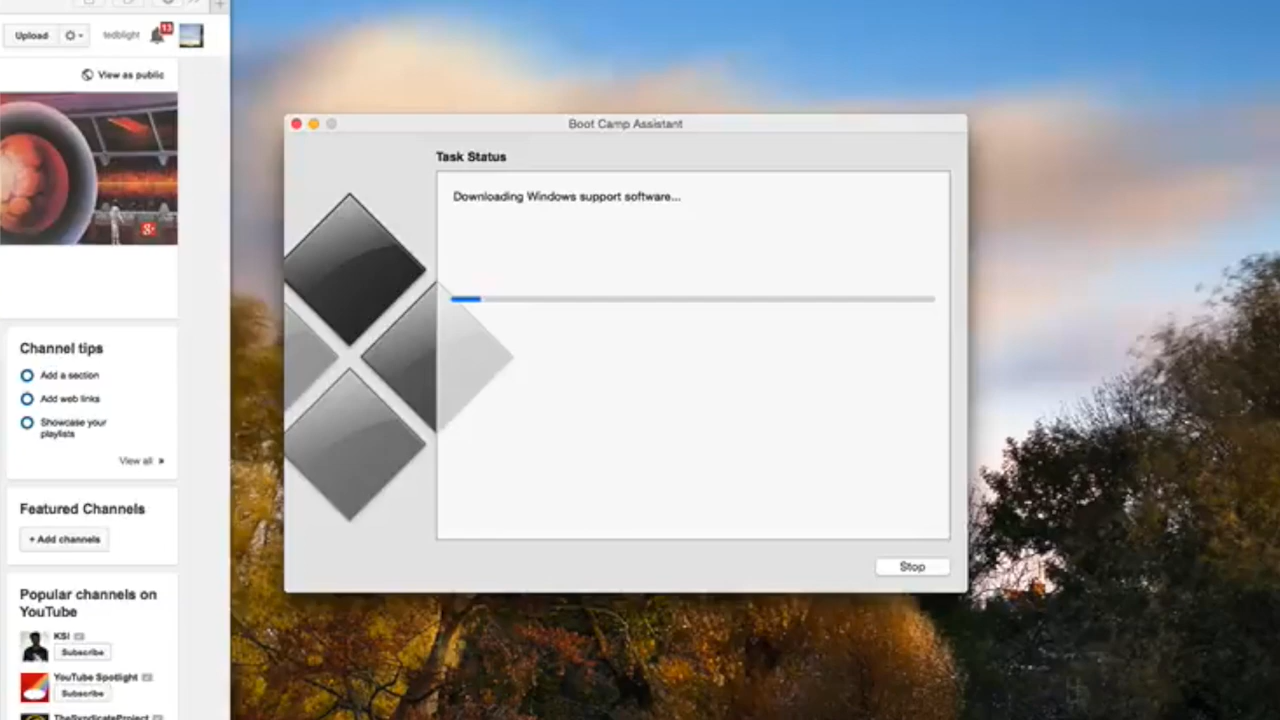 Upload
tedblight
13
View as public
Channel tips
Add a section
Add web links
Showcase your
playlists
View all
Featured Channels
+ Add channels
Popular channels on
YouTube
KSI
Subscribe
YouTube Spotlight
Subscribe
TheSyndicateProject
Boot Camp Assistant
Task Status
Downloading Windows support software...
Stop